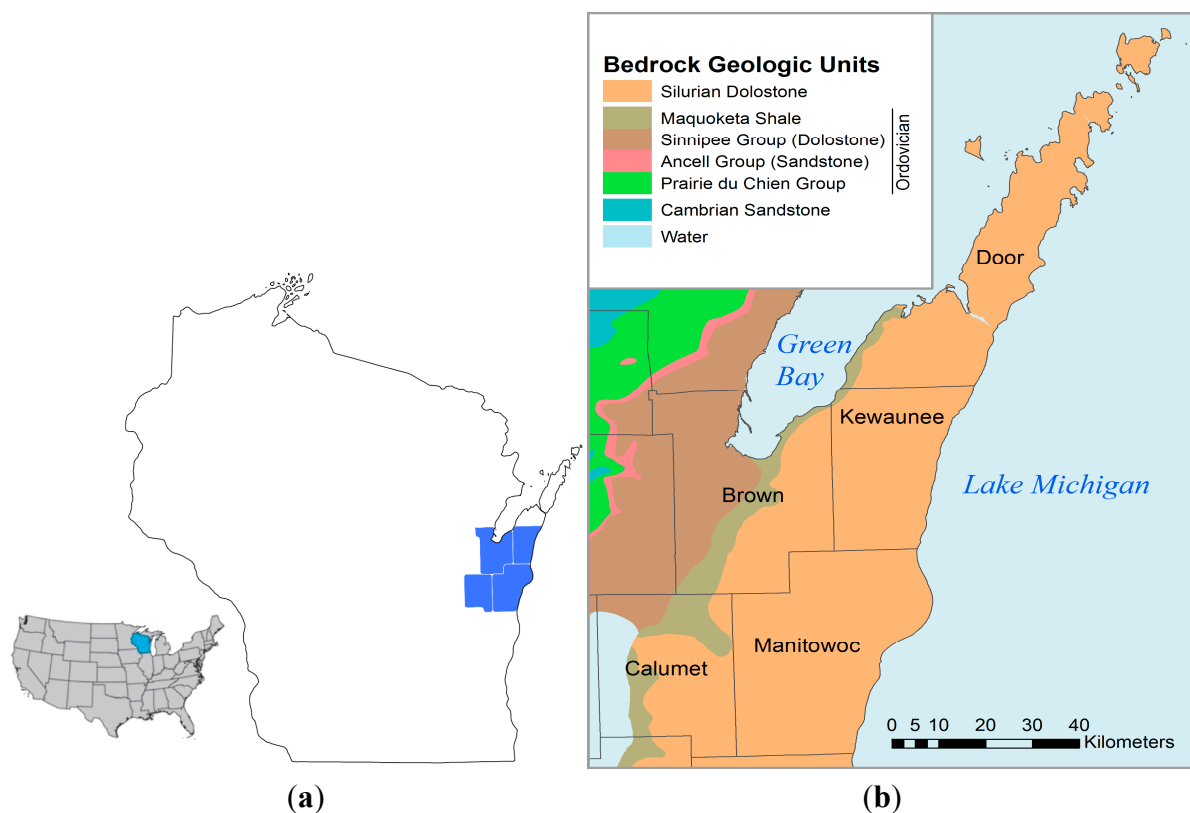 Bedrock Geologic Units
Silurian Dolostone
Maquoketa Shale
Sinnipee Group (Dolostone)
Ancell Group (Sandstone)
Prairie du Chien Group
Ordovician
Cambrian Sandstone
Water
Door
Green
Bay
Kewaunee
Lake Michigan
Brown
Manitowoc
Calumet
0 5 10 20 30 40
Kilometers
(a)
(b)